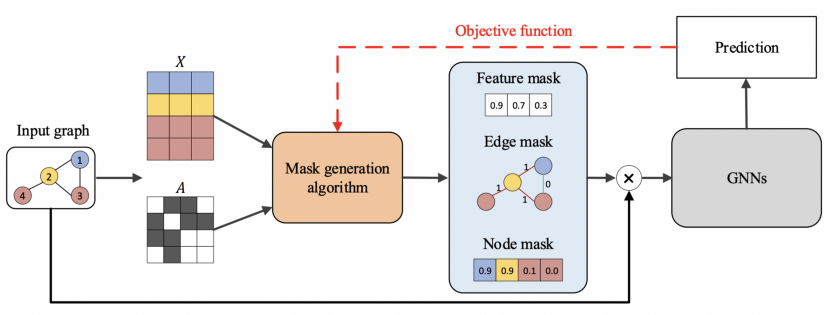 Objective function
Prediction
X
Feature mask
0.9 0.7 0.3
Input graph
1
2
4
3
Mask generation
algorithm
Edge mask
1
0
1
1
×
GNNs
A
Node mask
0.9 0.9 0.1 0.0